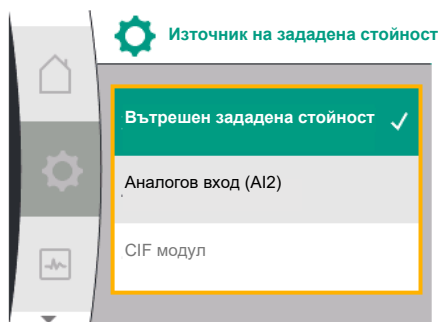 Източник на зададена стойност
Вътрешен зададена стойност
Аналогов вход (AI2)
CIF модул